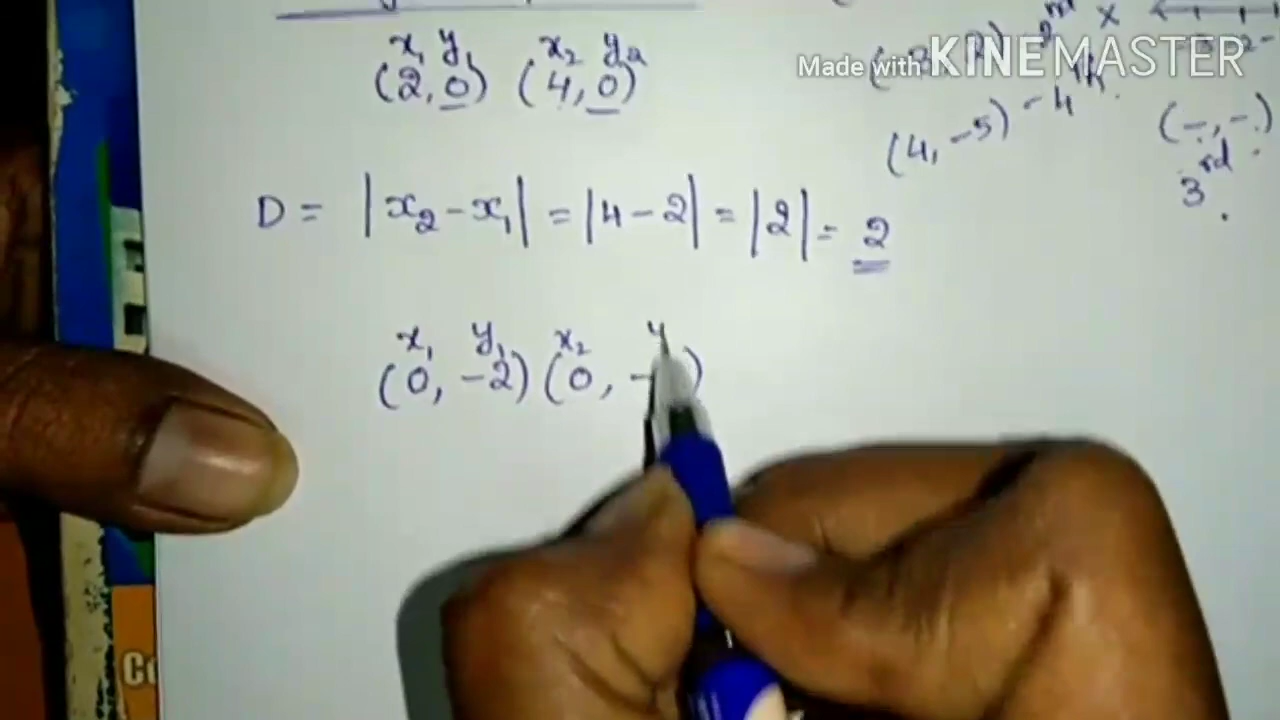 Made with KINEMASTER
x₁ y₁ x₂ y₂
(2, 0) (4, 0)
(4, -5) - 4th
(-, -)
3rd
D = |x₂ - x₁| = |4 - 2| = |2| = 2
x₁ y₁ x₂ y
(0, -2) (0, -